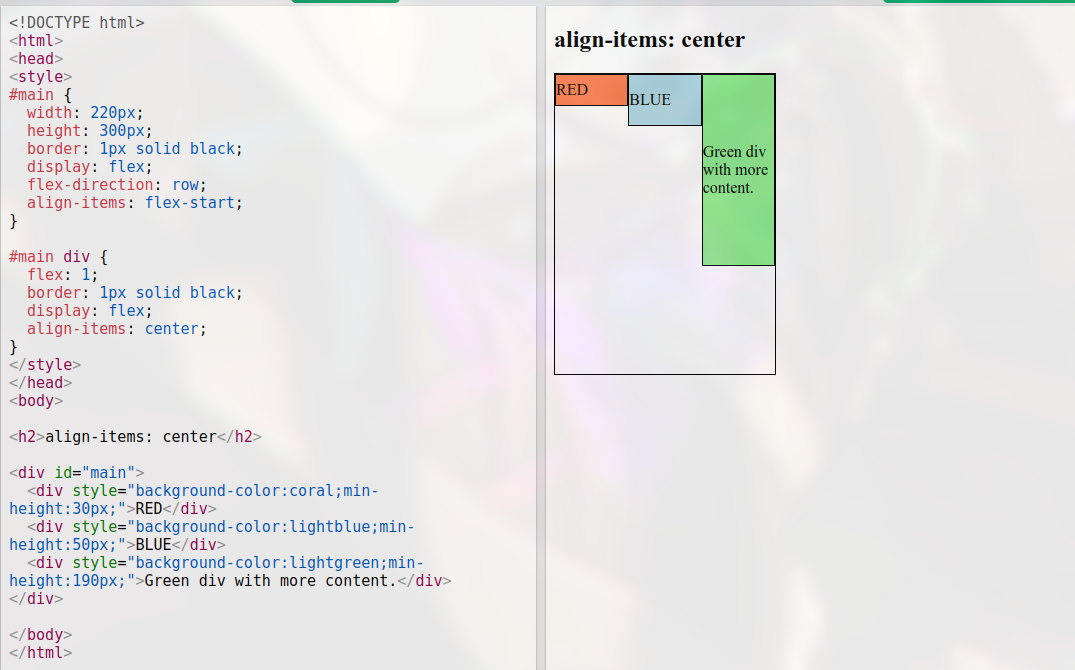 <!DOCTYPE html>
<html>
<head>
<style>
#main {
  width: 220px;
  height: 300px;
  border: 1px solid black;
  display: flex;
  flex-direction: row;
  align-items: flex-start;
}

#main div {
  flex: 1;
  border: 1px solid black;
  display: flex;
  align-items: center;
}
</style>
</head>
<body>

<h2>align-items: center</h2>

<div id="main">
  <div style="background-color:coral;min-
height:30px;">RED</div>
  <div style="background-color:lightblue;min-
height:50px;">BLUE</div>
  <div style="background-color:lightgreen;min-
height:190px;">Green div with more content.</div>
</div>

</body>
</html>
align-items: center
RED
BLUE
Green div
with more
content.